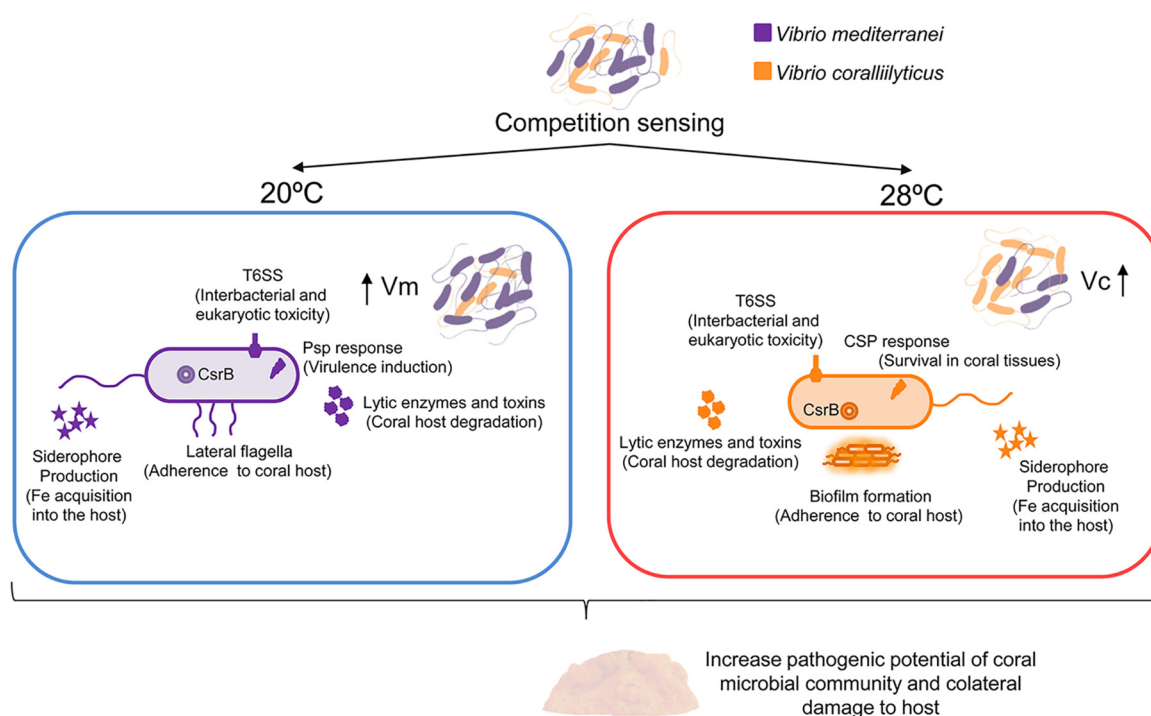 Vibrio mediterranei
Vibrio coralliilyticus
Competition sensing
20ºC
28ºC
T6SS
(Interbacterial and
eukaryotic toxicity)
↑ Vm
Psp response
(Virulence induction)
CsrB
Lytic enzymes and toxins
(Coral host degradation)
Lateral flagella
(Adherence to coral host)
Siderophore
Production
(Fe acquisition
into the host)
Vc ↑
T6SS
(Interbacterial and
eukaryotic toxicity)
CSP response
(Survival in coral tissues)
CsrB
Lytic enzymes and toxins
(Coral host degradation)
Biofilm formation
(Adherence to coral host)
Siderophore
Production
(Fe acquisition
into the host)
Increase pathogenic potential of coral
microbial community and colateral
damage to host